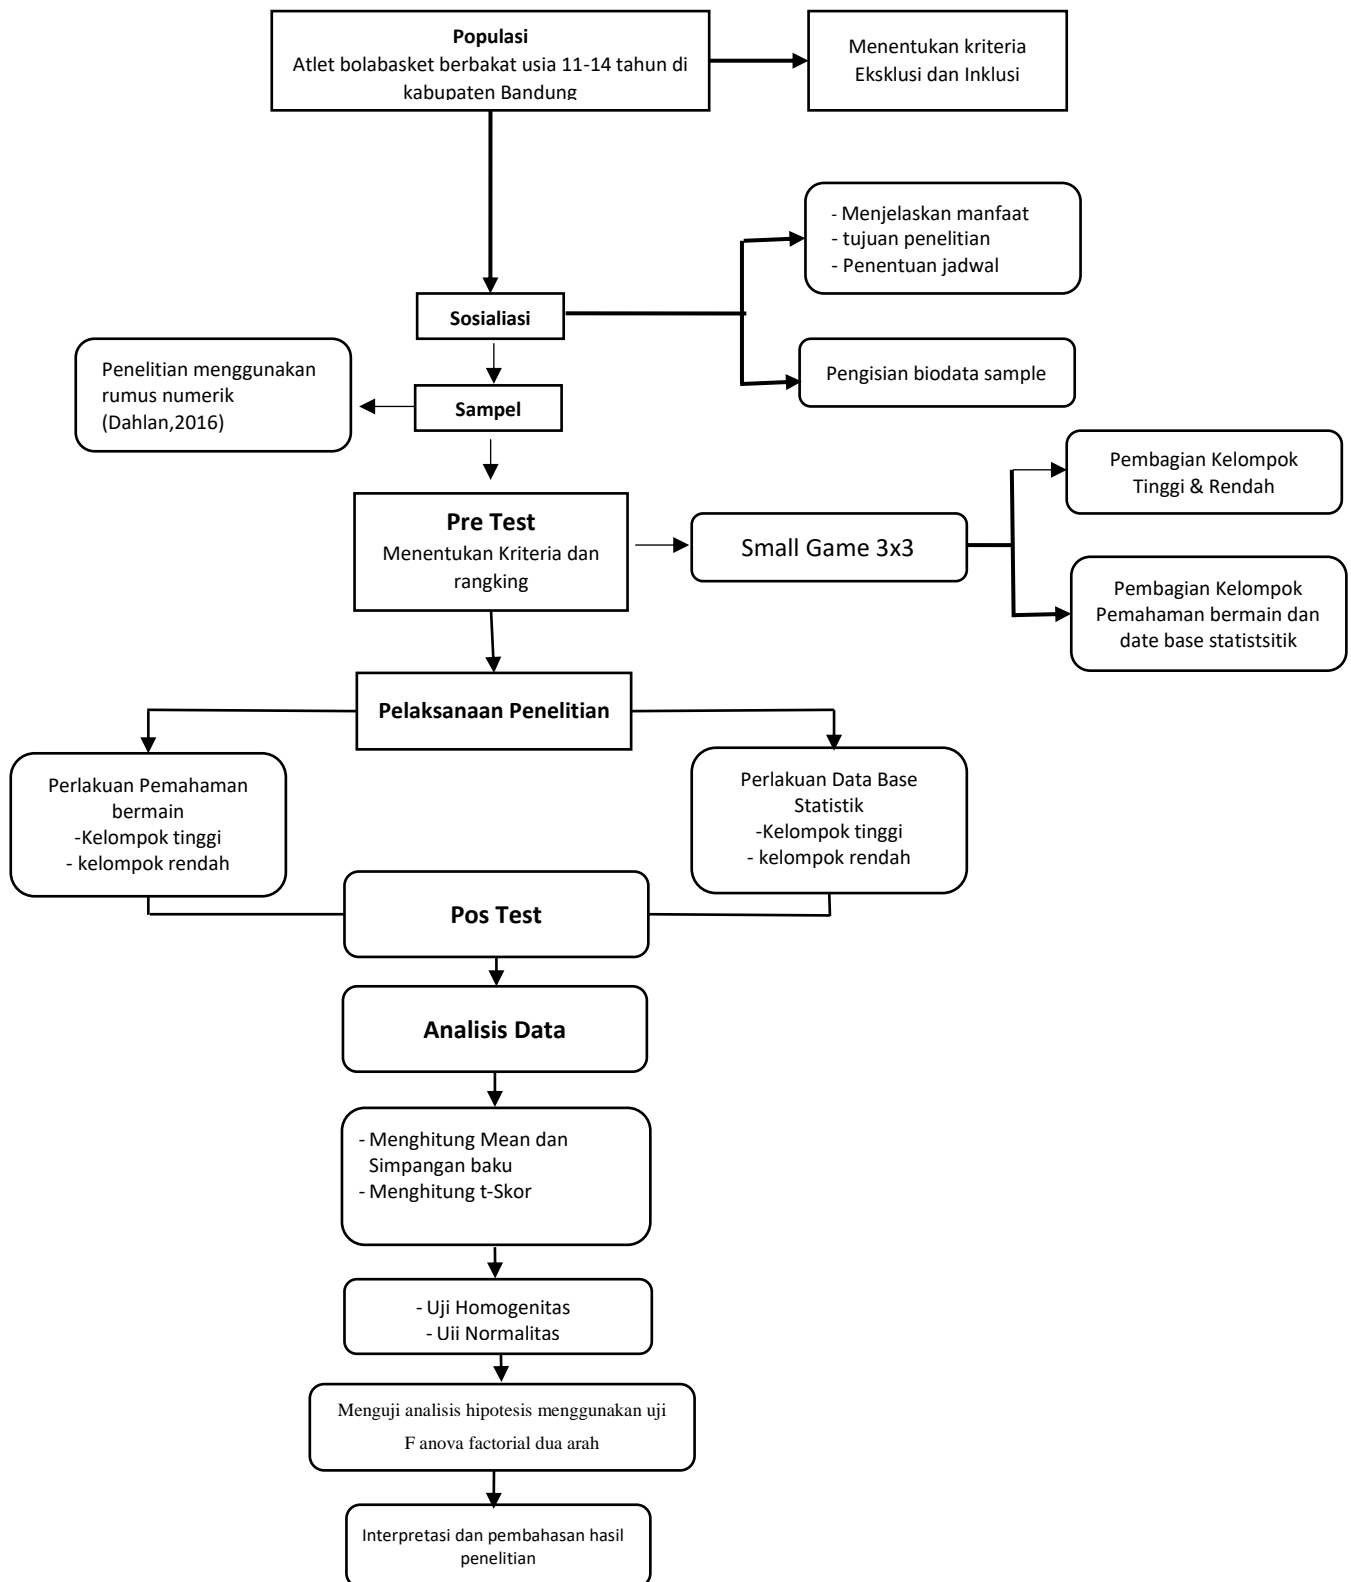 Populasi
Atlet bolabasket berbakat usia 11-14 tahun di
kabupaten Bandung
Menentukan kriteria
Eksklusi dan Inklusi
- Menjelaskan manfaat
- tujuan penelitian
- Penentuan jadwal
Sosialiasi
Pengisian biodata sample
Penelitian menggunakan
rumus numerik
(Dahlan,2016)
Sampel
Pembagian Kelompok
Tinggi & Rendah
Pre Test
Menentukan Kriteria dan
rangking
Small Game 3x3
Pembagian Kelompok
Pemahaman bermain dan
date base statistsitik
Pelaksanaan Penelitian
Perlakuan Pemahaman
bermain
-Kelompok tinggi
- kelompok rendah
Perlakuan Data Base
Statistik
-Kelompok tinggi
- kelompok rendah
Pos Test
Analisis Data
- Menghitung Mean dan
Simpangan baku
- Menghitung t-Skor
- Uji Homogenitas
- Uji Normalitas
Menguji analisis hipotesis menggunakan uji
F anova factorial dua arah
Interpretasi dan pembahasan hasil
penelitian